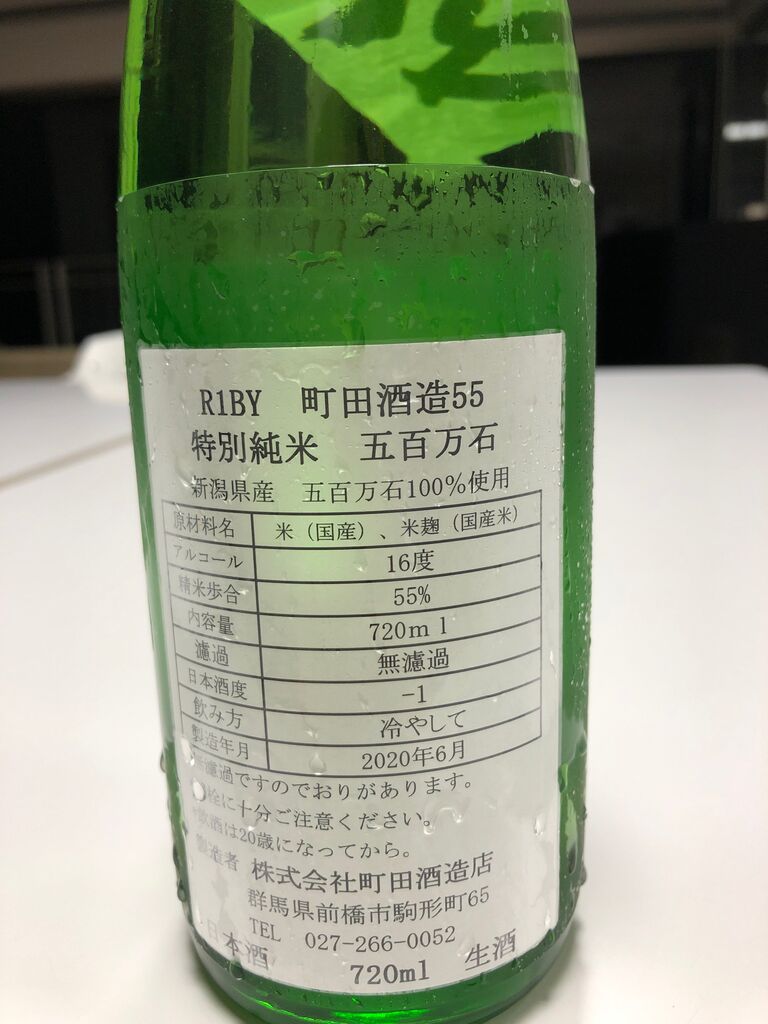 R1BY 町田酒造55
特別純米 五百万石
新潟県産 五百万石100%使用
原材料名 米（国産）、米麹（国産米）
アルコール 16度
精米歩合 55%
内容量 720ml
濾過 無濾過
日本酒度 -1
飲み方 冷やして
製造年月 2020年6月
無濾過ですのでおりがあります。
栓に十分ご注意ください。
飲酒は20歳になってから。
製造者 株式会社町田酒造店
群馬県前橋市駒形町65
TEL 027-266-0052
日本酒 720ml 生酒